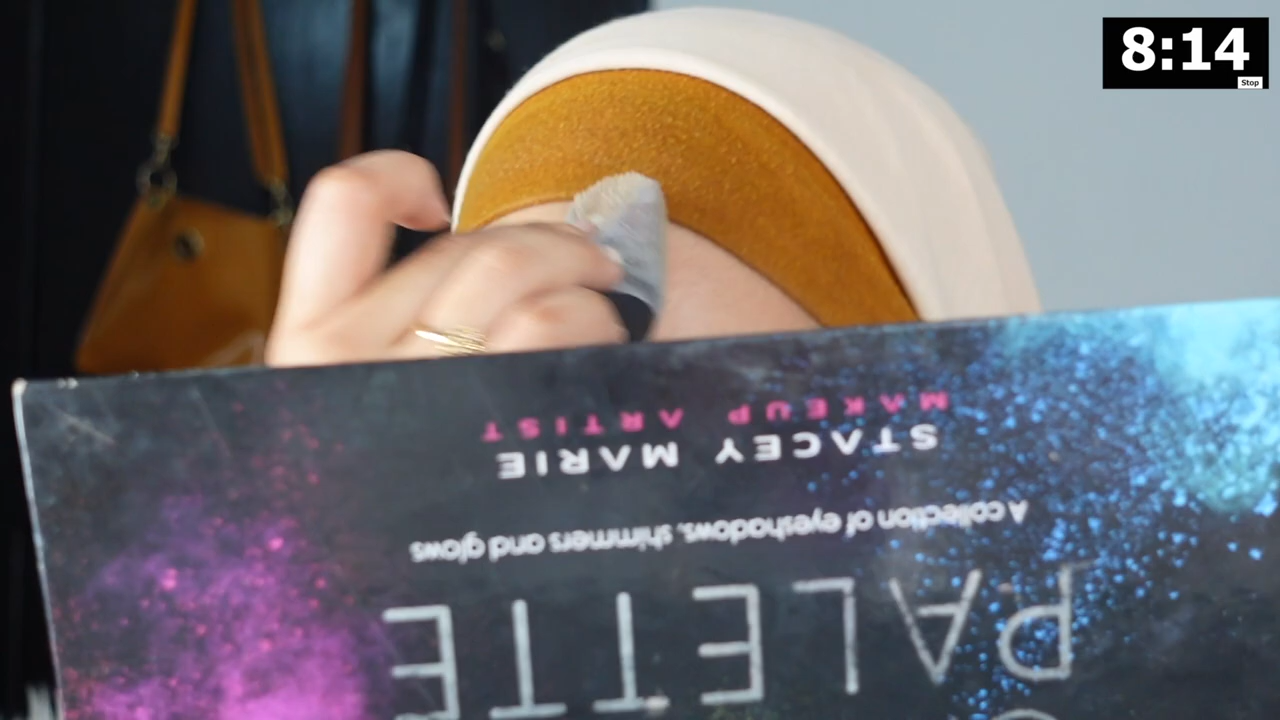 8:14
Stop
PALETTE
A collection of eyeshadows, shimmers and glows
STACEY MARIE
MAKEUP ARTIST